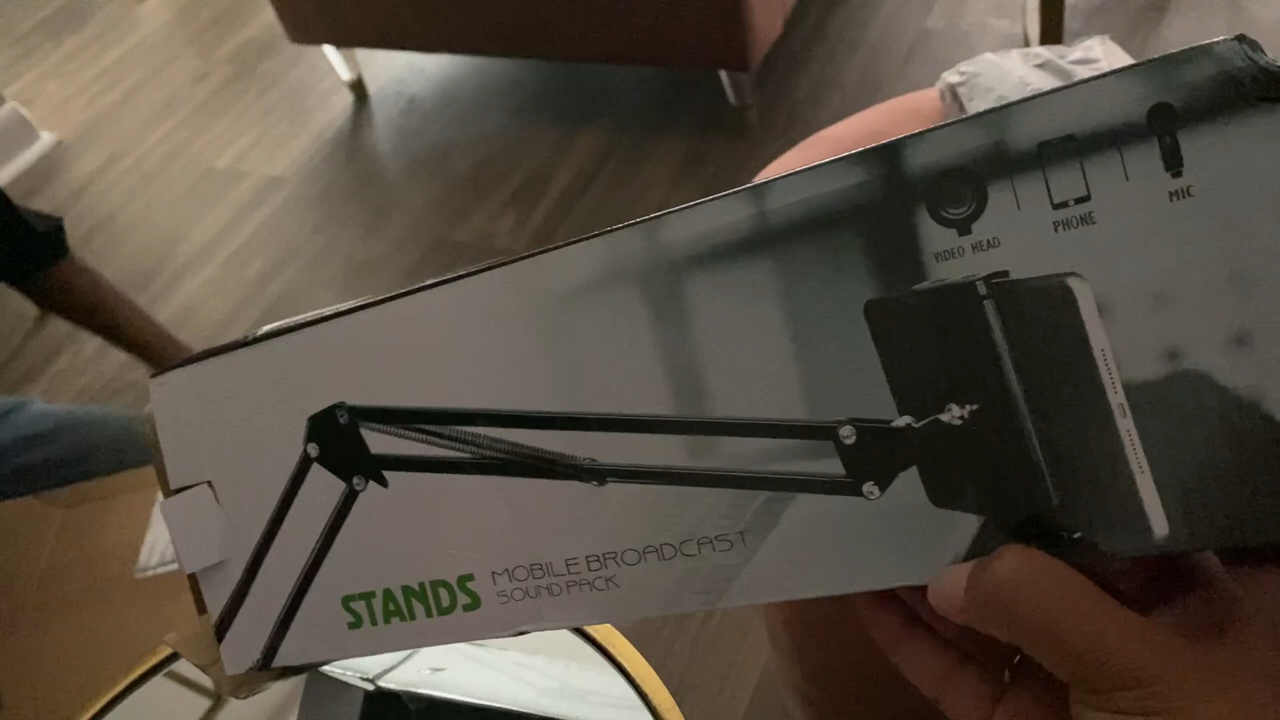 VIDEO HEAD
PHONE
MIC
STANDS
MOBILE BROADCAST
SOUND PACK